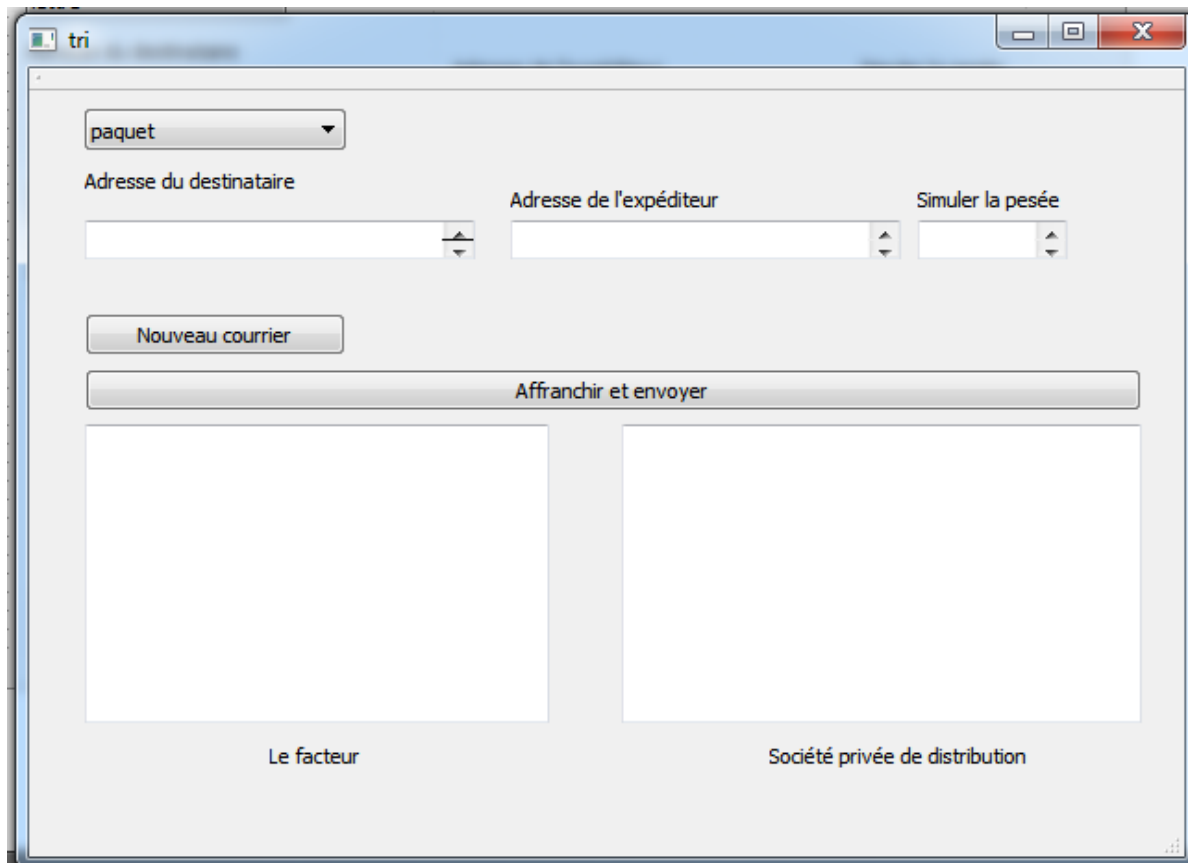 tri
paquet
Adresse du destinataire
Adresse de l'expéditeur
Simuler la pesée
Nouveau courrier
Affranchir et envoyer
Le facteur
Société privée de distribution